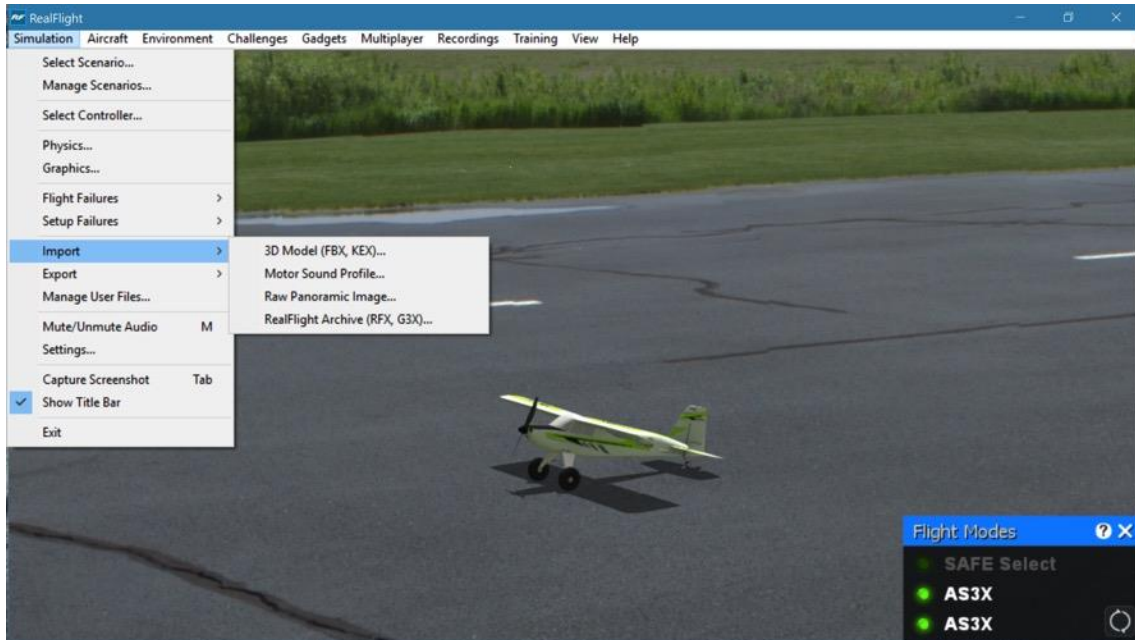 RealFlight
Simulation Aircraft Environment Challenges Gadgets Multiplayer Recordings Training View Help
Select Scenario...
Manage Scenarios...
Select Controller...
Physics...
Graphics...
Flight Failures >
Setup Failures >
Import >
3D Model (FBX, KEX)...
Motor Sound Profile...
Raw Panoramic Image...
RealFlight Archive (RFX, G3X)...
Export >
Manage User Files...
Mute/Unmute Audio M
Settings...
Capture Screenshot Tab
Show Title Bar
Exit
Flight Modes ? X
SAFE Select
AS3X
AS3X